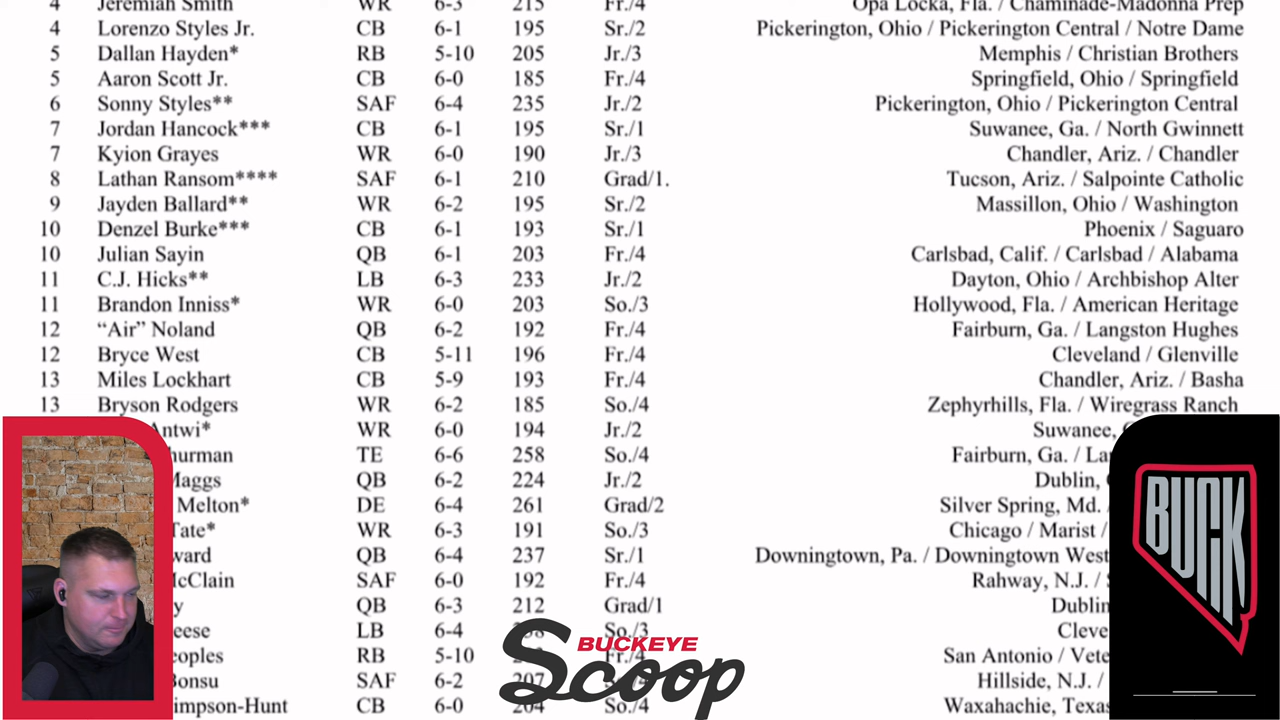 4 Jeremiah Smith WR 6-3 215 Fr./4 Opa Locka, Fla. / Chaminade-Madonna Prep
4 Lorenzo Styles Jr. CB 6-1 195 Sr./2 Pickerington, Ohio / Pickerington Central / Notre Dame
5 Dallan Hayden* RB 5-10 205 Jr./3 Memphis / Christian Brothers
5 Aaron Scott Jr. CB 6-0 185 Fr./4 Springfield, Ohio / Springfield
6 Sonny Styles** SAF 6-4 235 Jr./2 Pickerington, Ohio / Pickerington Central
7 Jordan Hancock*** CB 6-1 195 Sr./1 Suwanee, Ga. / North Gwinnett
7 Kyion Grayes WR 6-0 190 Jr./3 Chandler, Ariz. / Chandler
8 Lathan Ransom**** SAF 6-1 210 Grad/1. Tucson, Ariz. / Salpointe Catholic
9 Jayden Ballard** WR 6-2 195 Sr./2 Massillon, Ohio / Washington
10 Denzel Burke*** CB 6-1 193 Sr./1 Phoenix / Saguaro
10 Julian Sayin QB 6-1 203 Fr./4 Carlsbad, Calif. / Carlsbad / Alabama
11 C.J. Hicks** LB 6-3 233 Jr./2 Dayton, Ohio / Archbishop Alter
11 Brandon Inniss* WR 6-0 203 So./3 Hollywood, Fla. / American Heritage
12 “Air” Noland QB 6-2 192 Fr./4 Fairburn, Ga. / Langston Hughes
12 Bryce West CB 5-11 196 Fr./4 Cleveland / Glenville
13 Miles Lockhart CB 5-9 193 Fr./4 Chandler, Ariz. / Basha
13 Bryson Rodgers WR 6-2 185 So./4 Zephyrhills, Fla. / Wiregrass Ranch
Antwi* WR 6-0 194 Jr./2 Suwanee,
hurman TE 6-6 258 So./4 Fairburn, Ga. / La
Maggs QB 6-2 224 Jr./2 Dublin,
Melton* DE 6-4 261 Grad/2 Silver Spring, Md.
Tate* WR 6-3 191 So./3 Chicago / Marist /
ward QB 6-4 237 Sr./1 Downingtown, Pa. / Downingtown West
McClain SAF 6-0 192 Fr./4 Rahway, N.J. /
y QB 6-3 212 Grad/1 Dublin
eese LB 6-4 So./3 Cleve
eoples RB 5-10 Fr./4 San Antonio / Vete
Bonsu SAF 6-2 207 Hillside, N.J. /
impson-Hunt CB 6-0 204 So./4 Waxahachie, Texas
BUCKEYE
Scoop
BUCK